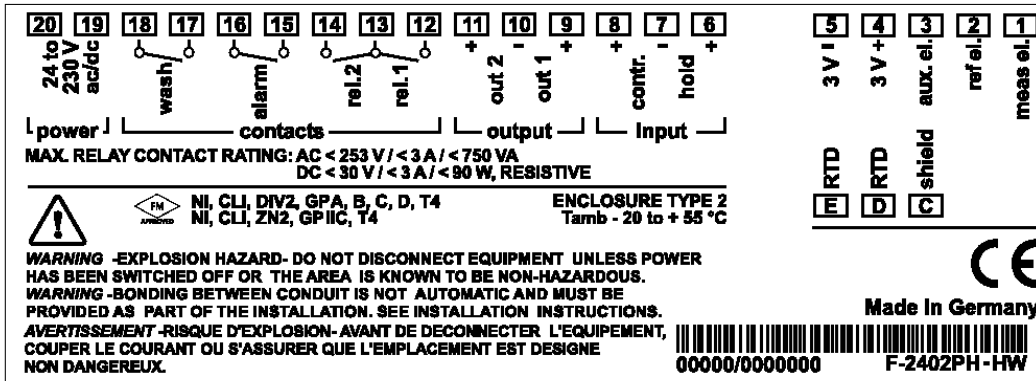 20 19 18 17 16 15 14 13 12 11 10 9 8 7 6 5 4 3 2 1
+ - + + - +
24 to
230 V
ac/dc
wash
alarm
rel.2
rel.1
out 2
out 1
contr.
hold
3 V -
3 V +
aux. el.
ref el.
meas el.
power contacts output Input
RTD
RTD
shield
E D C
MAX. RELAY CONTACT RATING: AC < 253 V / < 3 A / < 750 VA
DC < 30 V / < 3 A / < 90 W, RESISTIVE
FM
APPROVED
NI, CLI, DIV2, GPA, B, C, D, T4
NI, CLI, ZN2, GPIIC, T4
ENCLOSURE TYPE 2
Tamb - 20 to + 55 °C
WARNING -EXPLOSION HAZARD- DO NOT DISCONNECT EQUIPMENT UNLESS POWER
HAS BEEN SWITCHED OFF OR THE AREA IS KNOWN TO BE NON-HAZARDOUS.
WARNING -BONDING BETWEEN CONDUIT IS NOT AUTOMATIC AND MUST BE
PROVIDED AS PART OF THE INSTALLATION. SEE INSTALLATION INSTRUCTIONS.
AVERTISSEMENT -RISQUE D'EXPLOSION- AVANT DE DECONNECTER L'EQUIPEMENT,
COUPER LE COURANT OU S'ASSURER QUE L'EMPLACEMENT EST DESIGNE
NON DANGEREUX.
CE
Made In Germany
00000/0000000 F-2402PH-HW